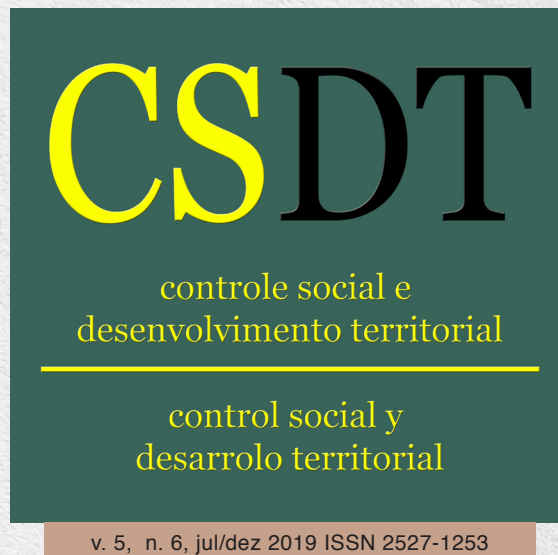 CSDT
controle social e
desenvolvimento territorial
control social y
desarrolo territorial
v. 5, n. 6, jul/dez 2019 ISSN 2527-1253